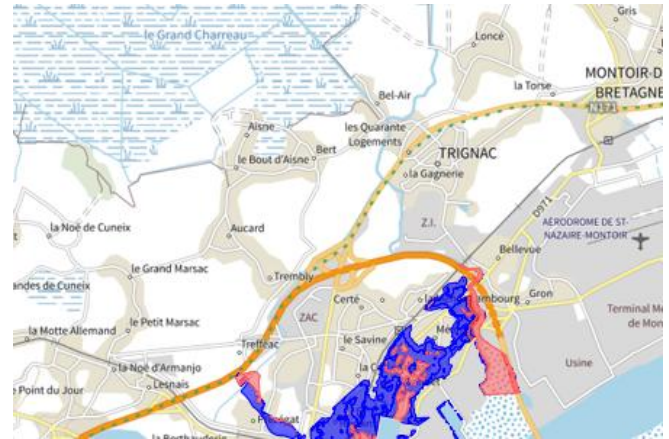 Gris
le Grand Charreau
Loncé
MONTOIR-D
BRETAGNE
la Torse
Bel-Air
N171
Aisne
les Quarante
Logements
Bert
TRIGNAC
le Bout d'Aisne
la Gagnerie
D971
Z.I.
AÉRODROME DE ST-
NAZAIRE-MONTOIR
la Noë de Cuneix
Aucard
Bellevue
le Grand Marsac
Trembly
andes de Cuneix
Certé
Gron
Terminal Mé
de Mon
ZAC
le Petit Marsac
la Motte Allemand
le Savine
Treffeac
Usine
la Noë d'Armanjo
Lesnais
e Point du Jour
la Berthauderie